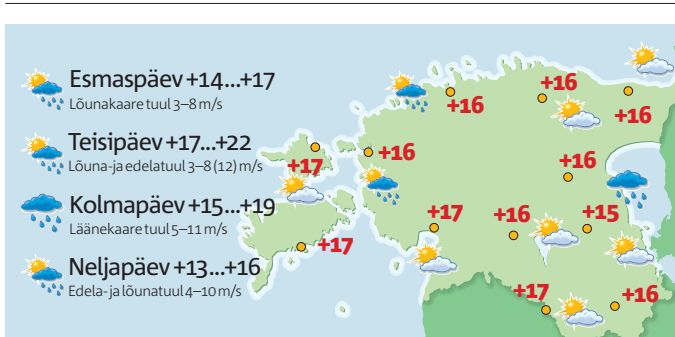 Esmaspäev +14...+17
Lõunakaare tuul 3–8 m/s
Teisipäev +17...+22
Lõuna- ja edelatuul 3–8 (12) m/s
Kolmapäev +15...+19
Läänekaare tuul 5–11 m/s
Neljapäev +13...+16
Edela- ja lõunatuul 4–10 m/s
+16
+16
+16
+17
+16
+16
+17
+16
+15
+17
+17
+16